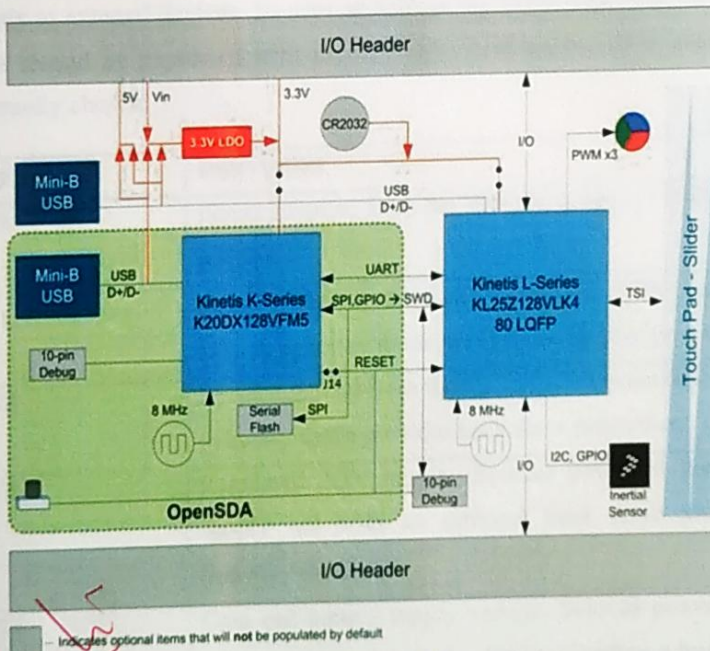 I/O Header
5V
Vin
3.3V
3.3V LDO
CR2032
I/O
PWM x3
Mini-B
USB
USB
D+/D-
Mini-B
USB
USB
D+/D-
Kinetis K-Series
K20DX128VFM5
UART
SPI,GPIO → SWD
RESET
J14
Kinetis L-Series
KL25Z128VLK4
80 LQFP
TSI
Touch Pad - Slider
10-pin
Debug
8 MHz
Serial
Flash
SPI
8 MHz
I/O
I2C, GPIO
Inertial
Sensor
10-pin
Debug
OpenSDA
I/O Header
-- Indicates optional items that will not be populated by default